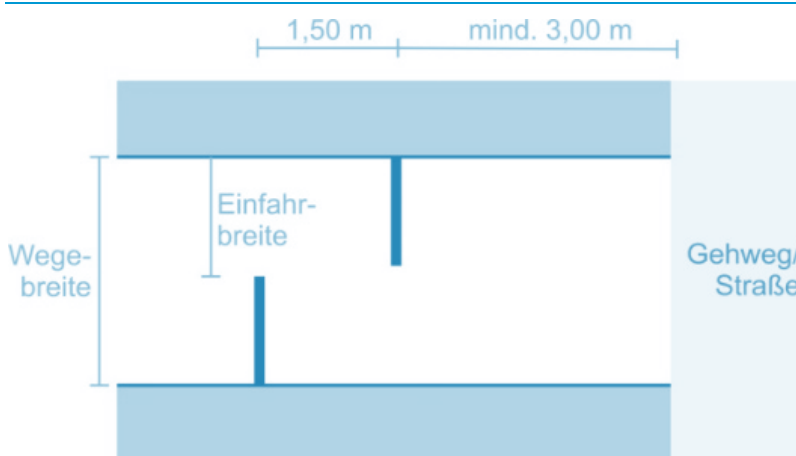 1,50 m
mind. 3,00 m
Einfahr-
breite
Wege-
breite
Gehweg/
Straße